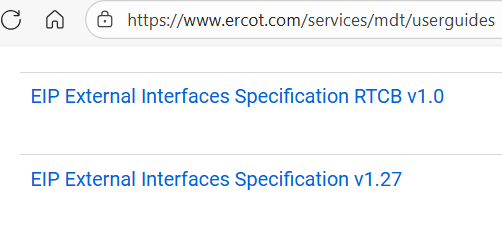 https://www.ercot.com/services/mdt/userguides
EIP External Interfaces Specification RTCB v1.0
EIP External Interfaces Specification v1.27